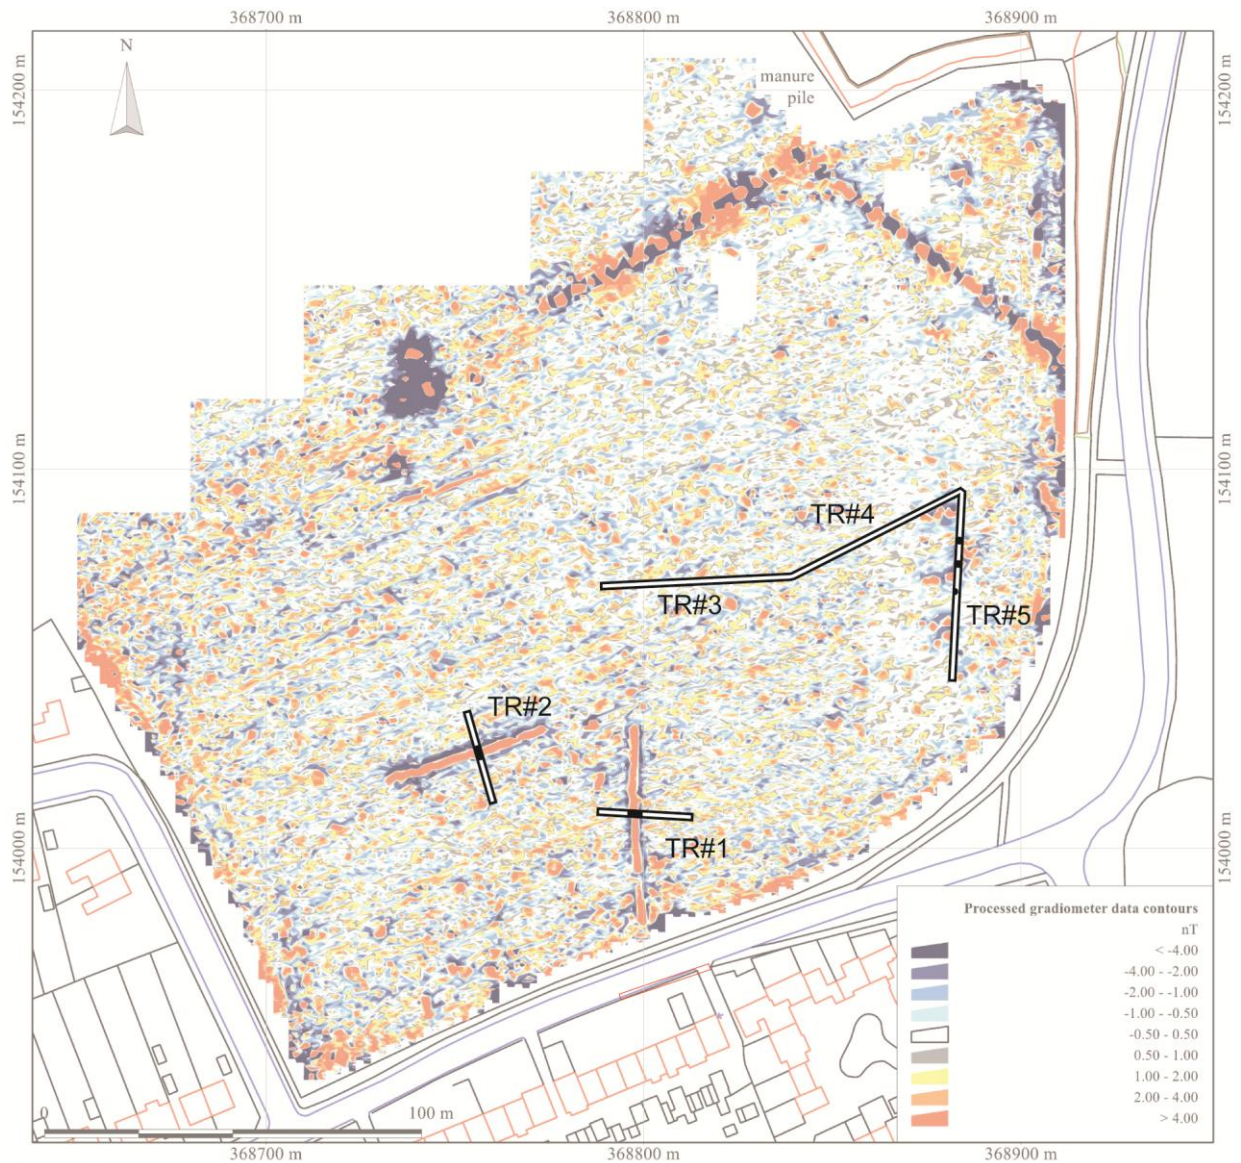 368700 m
368800 m
368900 m
N
manure
pile
154200 m
154200 m
154100 m
154100 m
TR#4
TR#3
TR#5
TR#2
TR#1
154000 m
154000 m
Processed gradiometer data contours
nT
< -4.00
-4.00 - -2.00
-2.00 - -1.00
-1.00 - -0.50
-0.50 - 0.50
0.50 - 1.00
1.00 - 2.00
2.00 - 4.00
> 4.00
0
100 m
368700 m
368800 m
368900 m